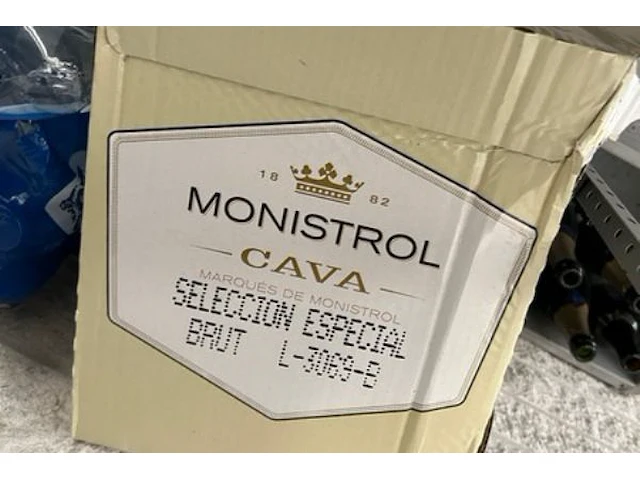 18 82
MONISTROL
CAVA
MARQUÉS DE MONISTROL
SELECCION ESPECIAL
BRUT L-3069-B